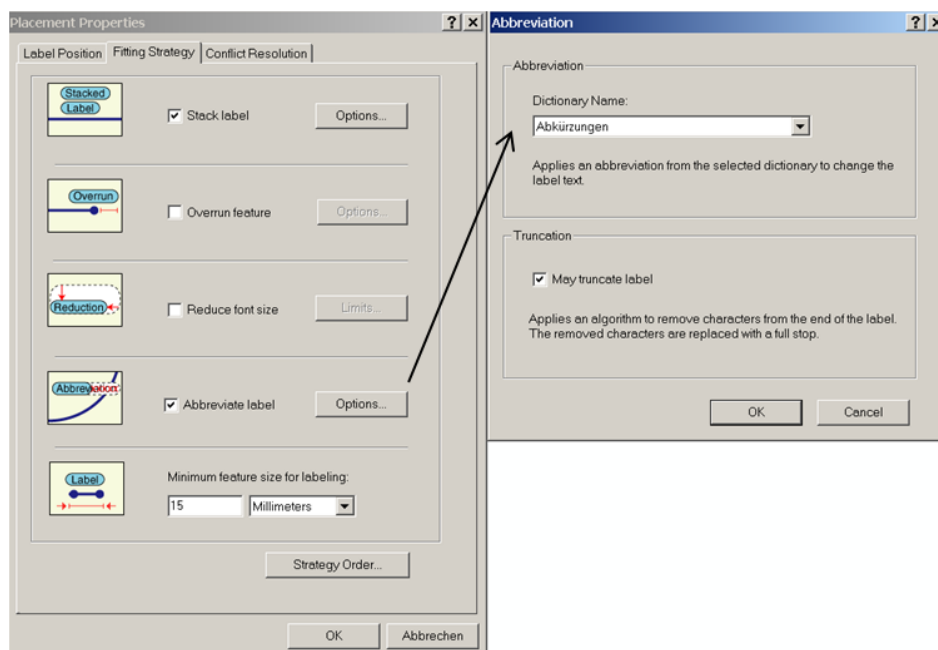 Placement Properties
Label Position
Fitting Strategy
Conflict Resolution
Stacked
Label
Stack label
Options...
Overrun
Overrun feature
Options...
Reduction
Reduce font size
Limits...
Abbreviation
Abbreviate label
Options...
Label
Minimum feature size for labeling:
15
Millimeters
Strategy Order...
OK
Abbrechen
Abbreviation
Abbreviation
Dictionary Name:
Abkürzungen
Applies an abbreviation from the selected dictionary to change the
label text.
Truncation
May truncate label
Applies an algorithm to remove characters from the end of the label.
The removed characters are replaced with a full stop.
OK
Cancel